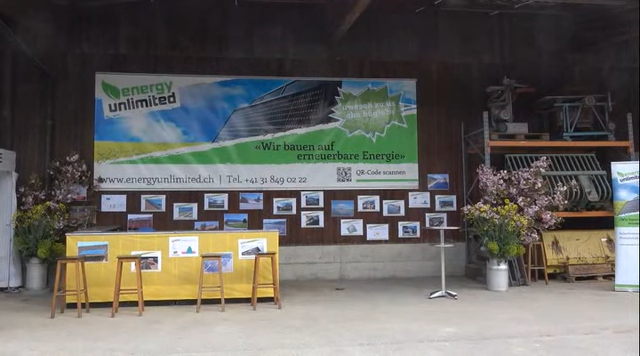 energy
unlimited
«Wir bauen auf
erneuerbare Energie»
www.energyunlimited.ch | Tel. +41 31 849 02 22
QR-Code scannen